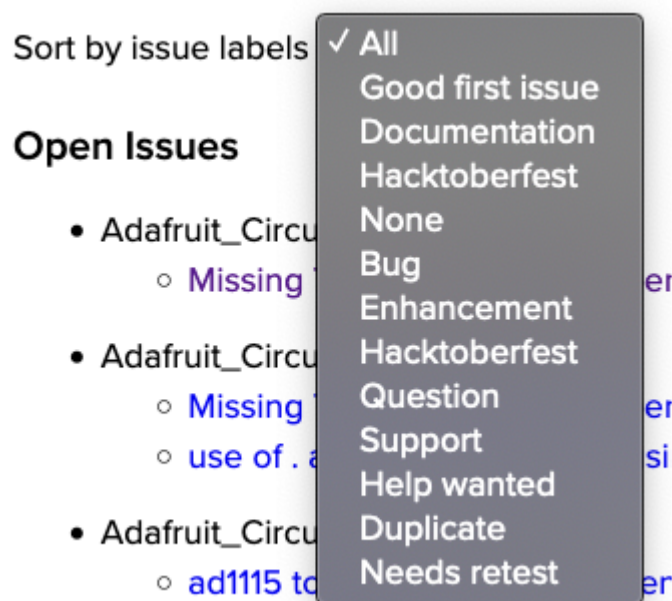 Sort by issue labels ✓ All
Good first issue
Documentation
Open Issues
Hacktoberfest
None
Adafruit_Circu
Bug
Missing
Enhancement
Adafruit_Circu
Hacktoberfest
Missing
Question
use of .
Support
Help wanted
Adafruit_Circu
Duplicate
ad1115
Needs retest